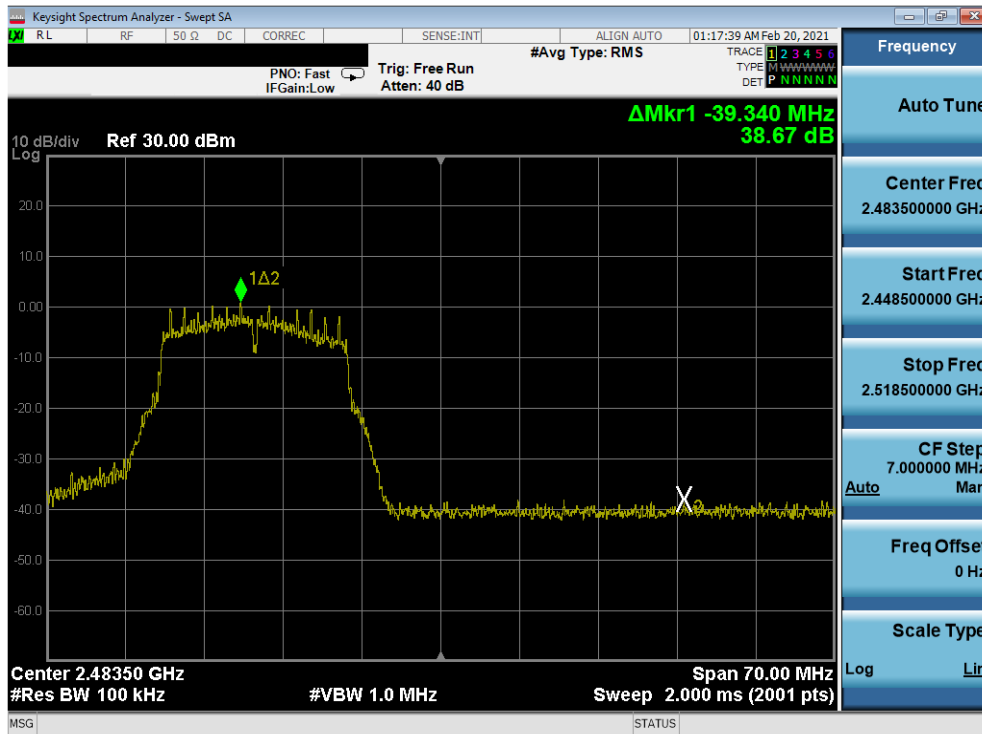 Keysight Spectrum Analyzer - Swept SA
LXI RL RF 50 Ω DC CORREC SENSE:INT ALIGN AUTO 01:17:39 AM Feb 20, 2021
#Avg Type: RMS
TRACE 1 2 3 4 5 6
TYPE M W W W W W
DET P N N N N N
PNO: Fast
IFGain:Low
Trig: Free Run
Atten: 40 dB
ΔMkr1 -39.340 MHz
38.67 dB
10 dB/div
Log
Ref 30.00 dBm
20.0
10.0
0.00
-10.0
-20.0
-30.0
-40.0
-50.0
-60.0
1Δ2
2
Center 2.48350 GHz
Span 70.00 MHz
#Res BW 100 kHz
#VBW 1.0 MHz
Sweep 2.000 ms (2001 pts)
MSG
STATUS
Frequency
Auto Tune
Center Freq
2.483500000 GHz
Start Freq
2.448500000 GHz
Stop Freq
2.518500000 GHz
CF Step
7.000000 MHz
Auto Man
Freq Offset
0 Hz
Scale Type
Log Lin